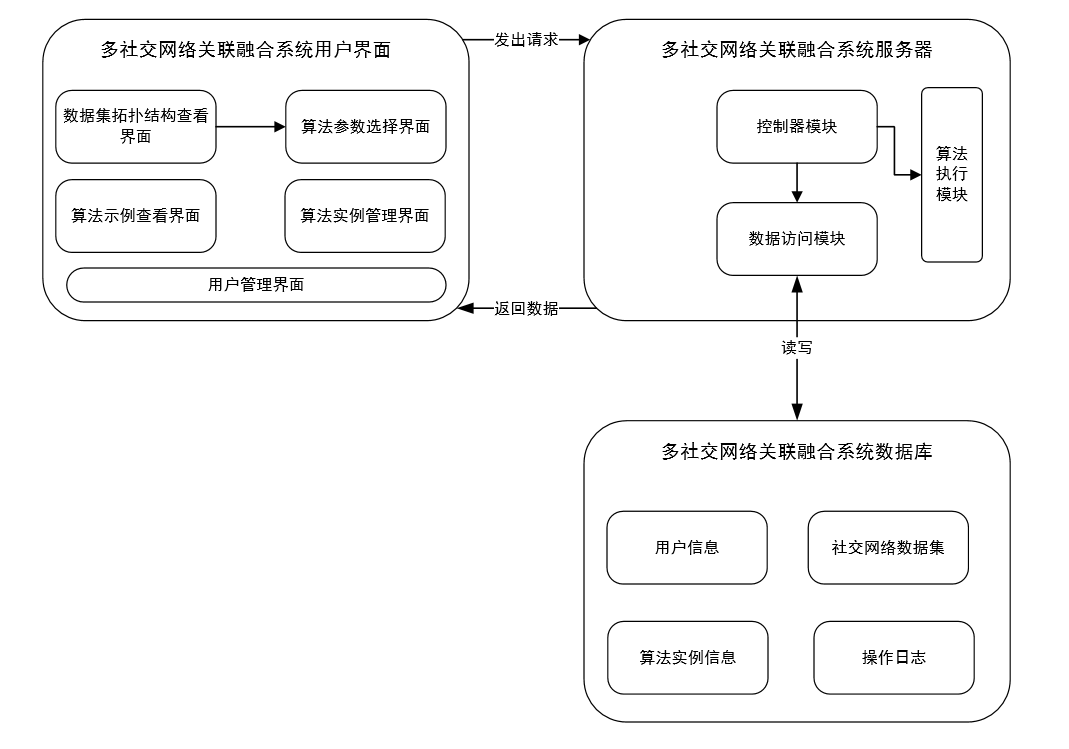 多社交网络关联融合系统用户界面
数据集拓扑结构查看
界面
算法参数选择界面
算法示例查看界面
算法实例管理界面
用户管理界面
发出请求
返回数据
多社交网络关联融合系统服务器
控制器模块
算法
执行
模块
数据访问模块
读写
多社交网络关联融合系统数据库
用户信息
社交网络数据集
算法实例信息
操作日志